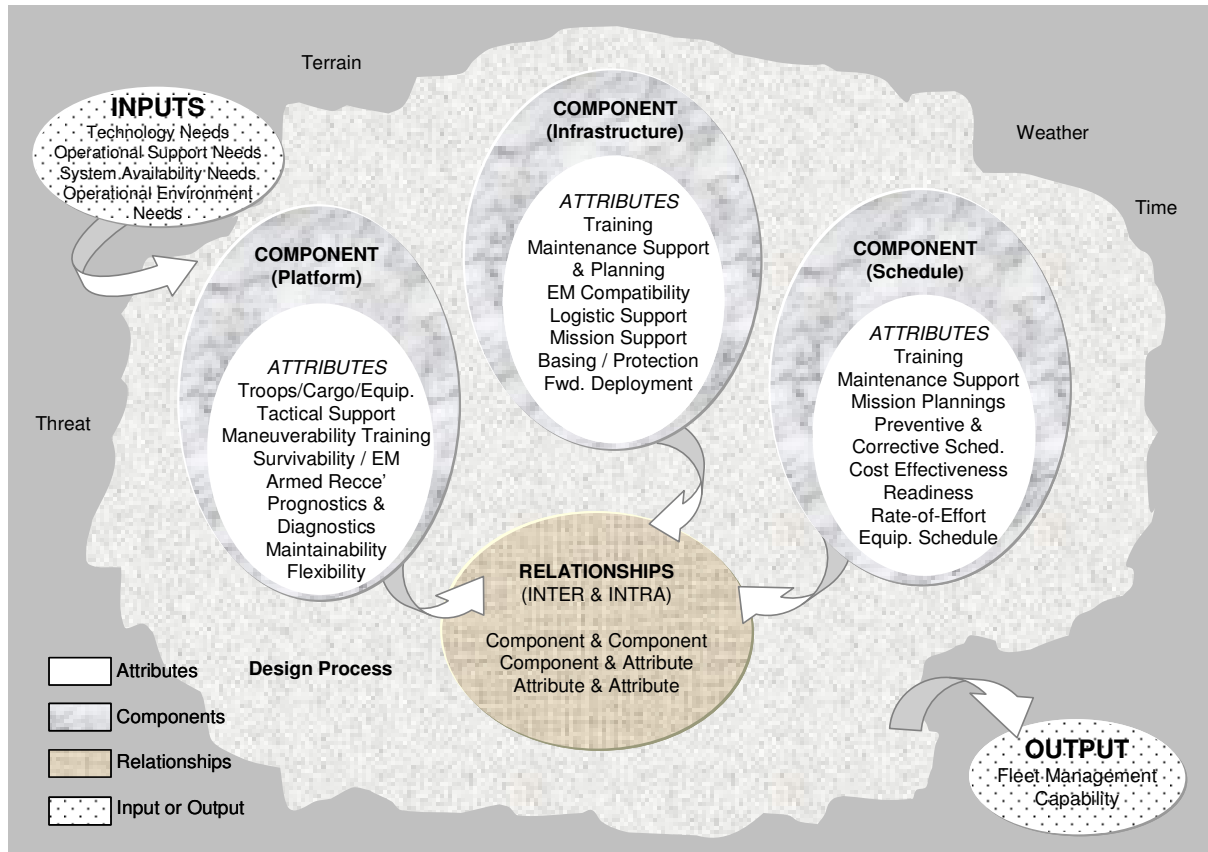 Terrain
INPUTS
Technology Needs
Operational Support Needs
System Availability Needs
Operational Environment
Needs
Weather
Time
Threat
COMPONENT
(Platform)
ATTRIBUTES
Troops/Cargo/Equip.
Tactical Support
Maneuverability Training
Survivability / EM
Armed Recce’
Prognostics &
Diagnostics
Maintainability
Flexibility
COMPONENT
(Infrastructure)
ATTRIBUTES
Training
Maintenance Support
& Planning
EM Compatibility
Logistic Support
Mission Support
Basing / Protection
Fwd. Deployment
COMPONENT
(Schedule)
ATTRIBUTES
Training
Maintenance Support
Mission Plannings
Preventive &
Corrective Sched.
Cost Effectiveness
Readiness
Rate-of-Effort
Equip. Schedule
RELATIONSHIPS
(INTER & INTRA)
Component & Component
Component & Attribute
Attribute & Attribute
Design Process
Attributes
Components
Relationships
Input or Output
OUTPUT
Fleet Management
Capability